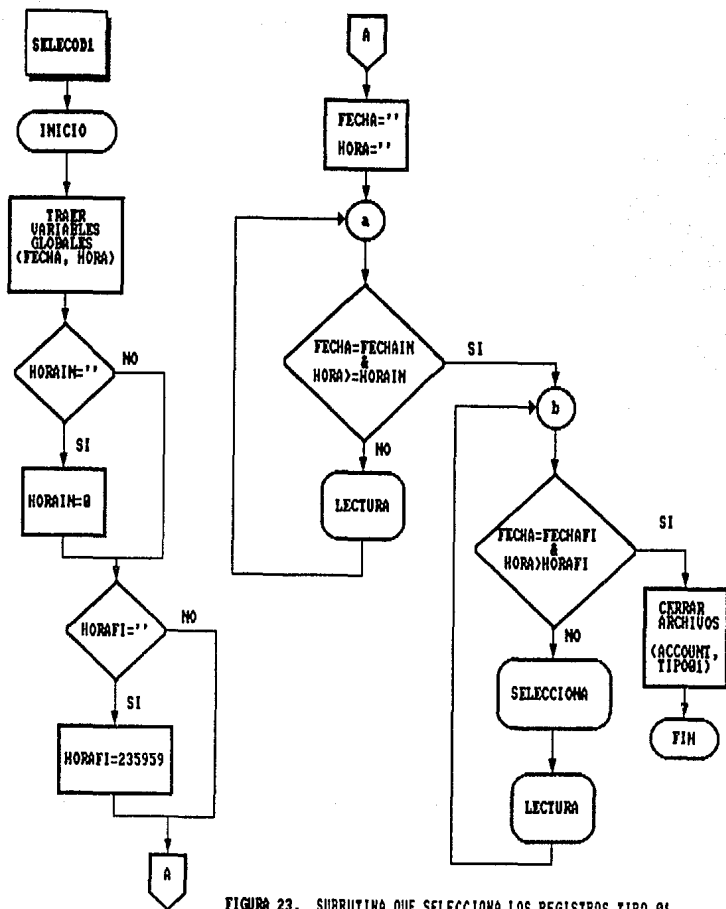 SELECOD1
INICIO
TRAER
VARIABLES
GLOBALES
(FECHA, HORA)
HORAIN=''
NO
SI
HORAIN=0
HORAFI=''
NO
SI
HORAFI=235959
A
A
FECHA=''
HORA=''
a
FECHA=FECHAIN
&
HORA>=HORAIN
SI
NO
LECTURA
b
FECHA=FECHAFI
&
HORA>HORAFI
SI
NO
SELECCIONA
LECTURA
CERRAR
ARCHIVOS
(ACCOUNT,
TIPO01)
FIN
FIGURA 23. SUBRUTINA QUE SELECCIONA LOS REGISTROS TIPO 01